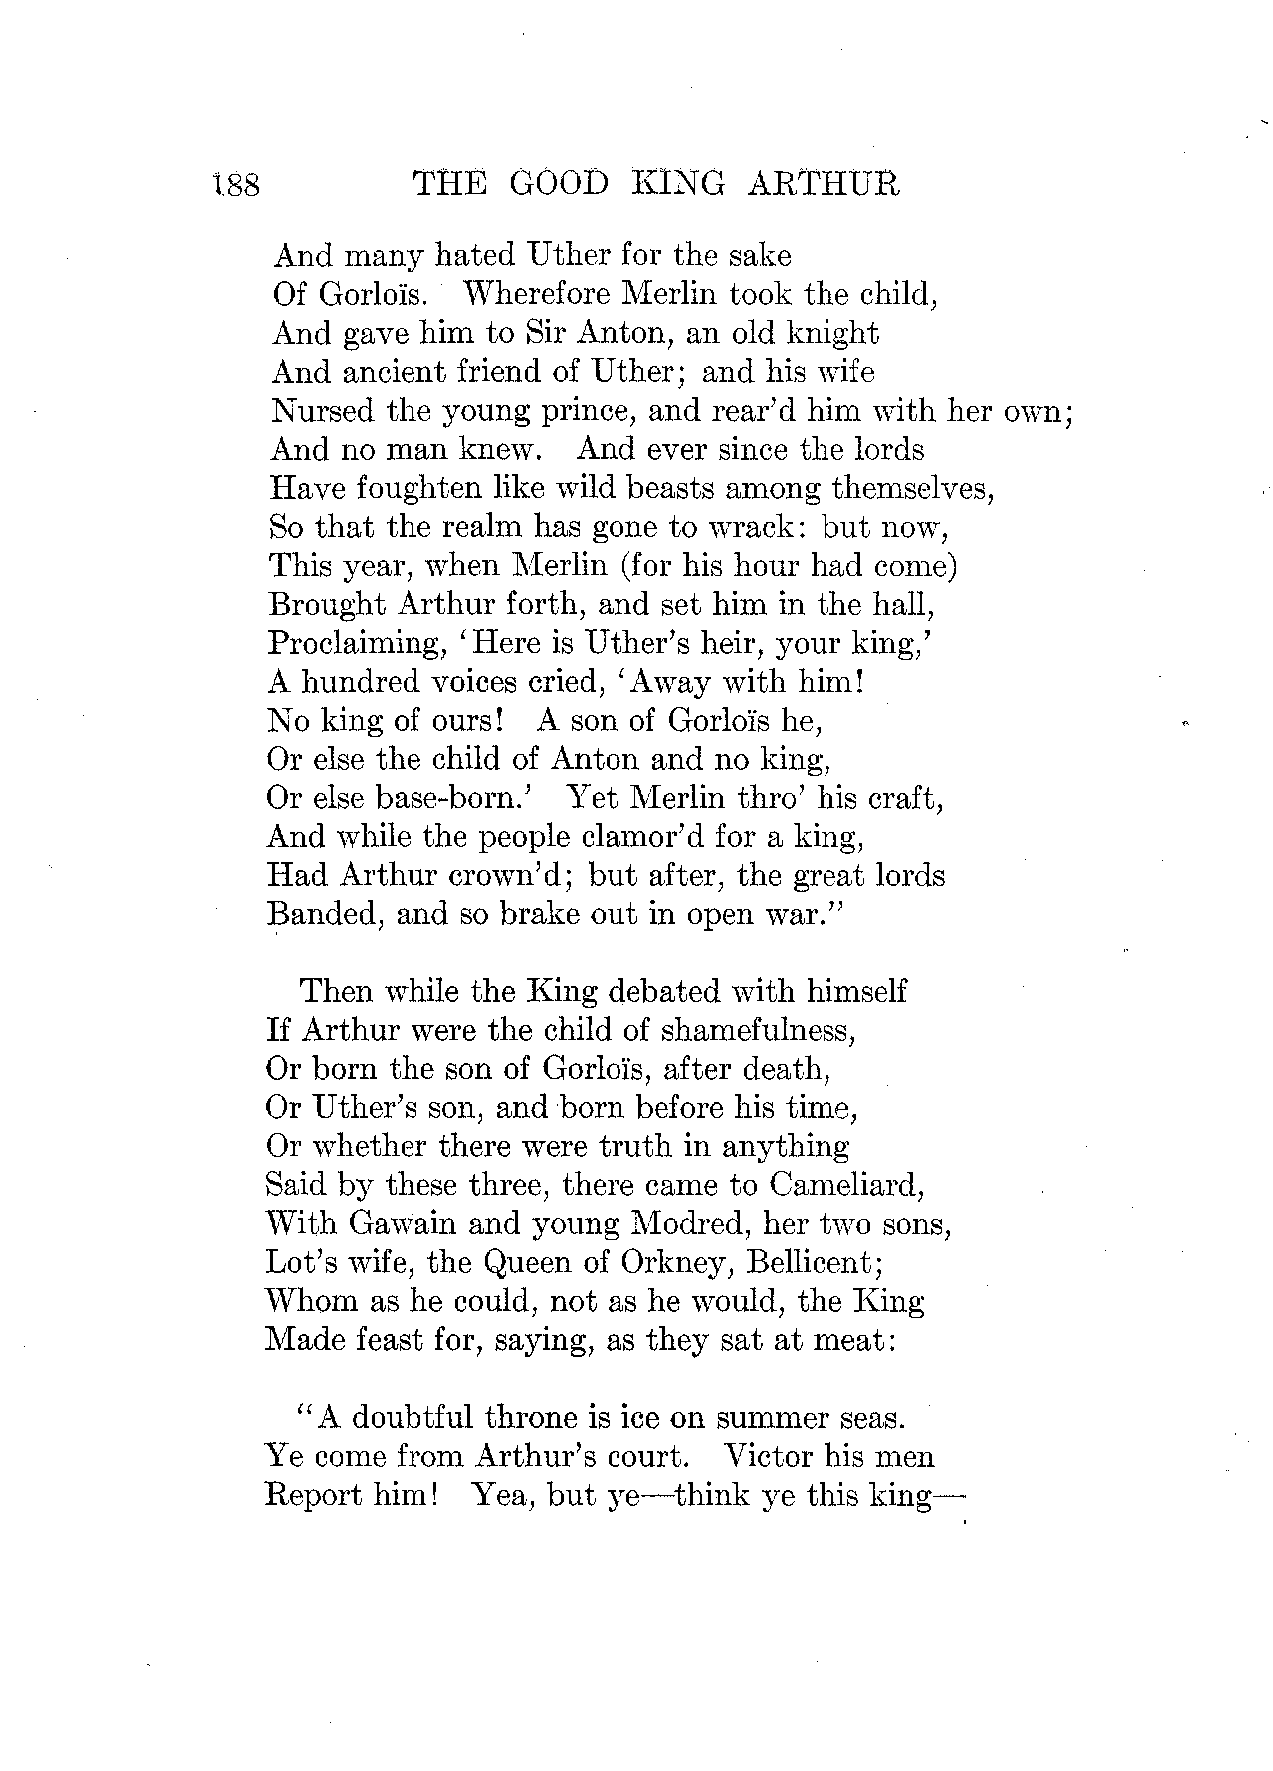 188 THE GOOD KING ARTHUR
And many hated Uther for the sake
Of Gorloïs. Wherefore Merlin took the child,
And gave him to Sir Anton, an old knight
And ancient friend of Uther; and his wife
Nursed the young prince, and rear'd him with her own;
And no man knew. And ever since the lords
Have foughten like wild beasts among themselves,
So that the realm has gone to wrack: but now,
This year, when Merlin (for his hour had come)
Brought Arthur forth, and set him in the hall,
Proclaiming, 'Here is Uther's heir, your king,'
A hundred voices cried, 'Away with him!
No king of ours! A son of Gorloïs he,
Or else the child of Anton and no king,
Or else base-born.' Yet Merlin thro' his craft,
And while the people clamor'd for a king,
Had Arthur crown'd; but after, the great lords
Banded, and so brake out in open war."
Then while the King debated with himself
If Arthur were the child of shamefulness,
Or born the son of Gorloïs, after death,
Or Uther's son, and born before his time,
Or whether there were truth in anything
Said by these three, there came to Cameliard,
With Gawain and young Modred, her two sons,
Lot's wife, the Queen of Orkney, Bellicent;
Whom as he could, not as he would, the King
Made feast for, saying, as they sat at meat:
"A doubtful throne is ice on summer seas.
Ye come from Arthur's court. Victor his men
Report him! Yea, but ye—think ye this king—